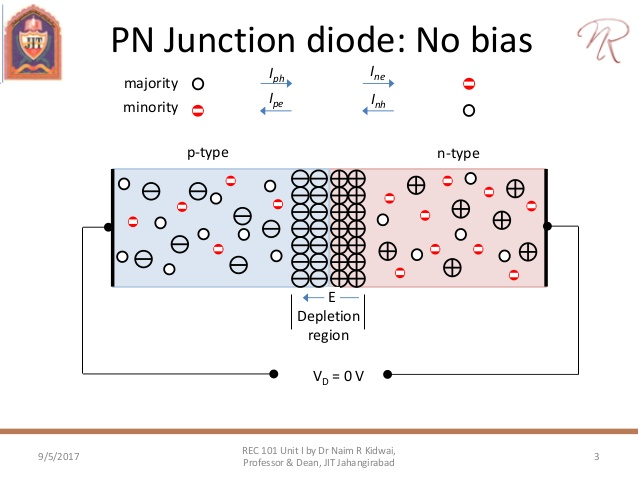 PN Junction diode: No bias
JIT
majority
Iph
Ine
minority
Ipe
Inh
p-type
n-type
E
Depletion
region
VD = 0 V
9/5/2017
REC 101 Unit I by Dr Naim R Kidwai,
Professor & Dean, JIT Jahangirabad
3